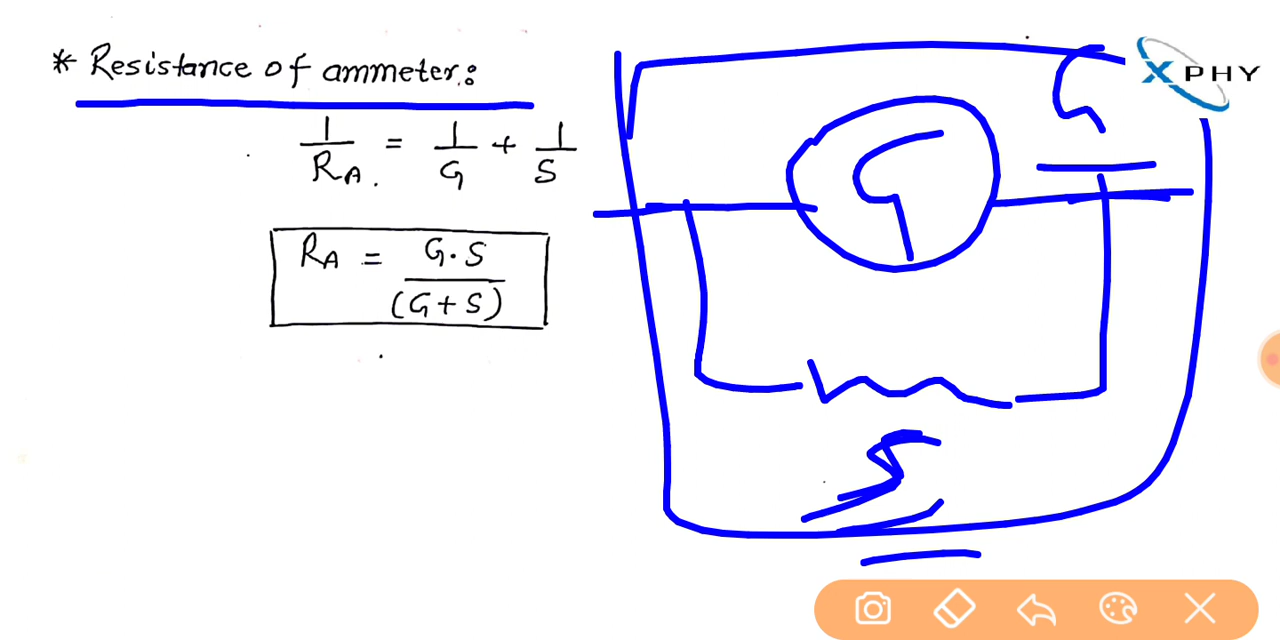 * Resistance of ammeter:
1/R_A. = 1/G + 1/S
R_A = G.S/(G+S)
XPHY
G
G
S